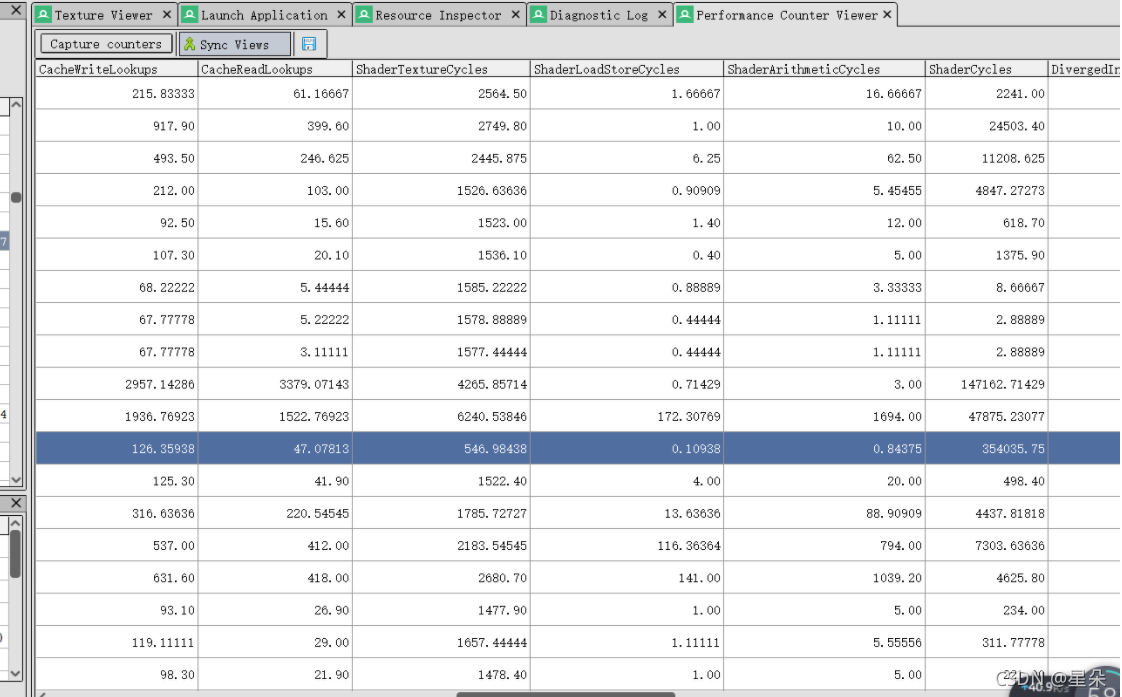 Texture Viewer Launch Application Resource Inspector Diagnostic Log Performance Counter Viewer
Capture counters Sync Views
CacheWriteLookups CacheReadLookups ShaderTextureCycles ShaderLoadStoreCycles ShaderArithmeticCycles ShaderCycles DivergedIn
215.83333 61.16667 2564.50 1.66667 16.66667 2241.00
917.90 399.60 2749.80 1.00 10.00 24503.40
493.50 246.625 2445.875 6.25 62.50 11208.625
212.00 103.00 1526.63636 0.90909 5.45455 4847.27273
92.50 15.60 1523.00 1.40 12.00 618.70
7
107.30 20.10 1536.10 0.40 5.00 1375.90
68.22222 5.44444 1585.22222 0.88889 3.33333 8.66667
67.77778 5.22222 1578.88889 0.44444 1.11111 2.88889
67.77778 3.11111 1577.44444 0.44444 1.11111 2.88889
2957.14286 3379.07143 4265.85714 0.71429 3.00 147162.71429
4
1936.76923 1522.76923 6240.53846 172.30769 1694.00 47875.23077
126.35938 47.07813 546.98438 0.10938 0.84375 354035.75
125.30 41.90 1522.40 4.00 20.00 498.40
316.63636 220.54545 1785.72727 13.63636 88.90909 4437.81818
537.00 412.00 2183.54545 116.36364 794.00 7303.63636
631.60 418.00 2680.70 141.00 1039.20 4625.80
93.10 26.90 1477.90 1.00 5.00 234.00
119.11111 29.00 1657.44444 1.11111 5.55556 311.77778
98.30 21.90 1478.40 1.00 5.00
CSDN @星朵